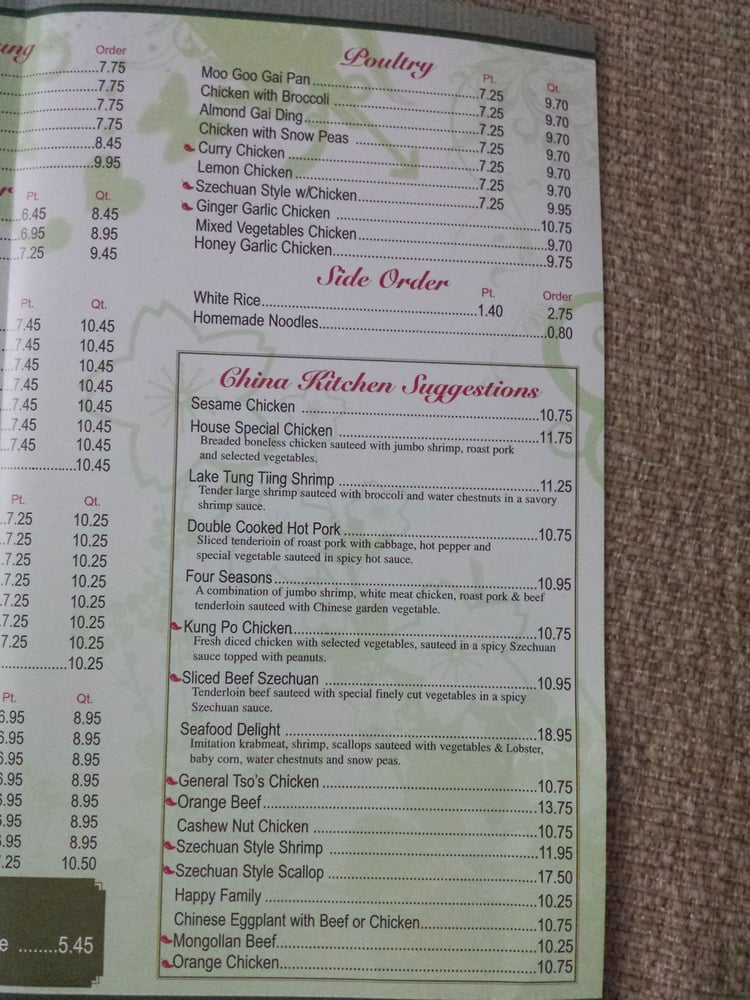 Order
7.75
7.75
7.75
7.75
8.45
9.95
Pt. Qt.
6.45 8.45
6.95 8.95
7.25 9.45
Pt. Qt.
7.45 10.45
7.45 10.45
7.45 10.45
7.45 10.45
7.45 10.45
7.45 10.45
7.45 10.45
10.45
Pt. Qt.
7.25 10.25
7.25 10.25
7.25 10.25
7.25 10.25
7.25 10.25
7.25 10.25
7.25 10.25
10.25
Pt. Qt.
6.95 8.95
6.95 8.95
6.95 8.95
6.95 8.95
6.95 8.95
6.95 8.95
6.95 8.95
.25 10.50
e ........5.45
Poultry
Pt. Qt.
Moo Goo Gai Pan 7.25 9.70
Chicken with Broccoli 7.25 9.70
Almond Gai Ding 7.25 9.70
Chicken with Snow Peas 7.25 9.70
Curry Chicken 7.25 9.70
Lemon Chicken 7.25 9.70
Szechuan Style w/Chicken 7.25 9.95
Ginger Garlic Chicken 10.75
Mixed Vegetables Chicken 9.70
Honey Garlic Chicken 9.75
Side Order
Pt. Order
White Rice 1.40 2.75
Homemade Noodles 0.80
China Kitchen Suggestions
Sesame Chicken 10.75
House Special Chicken 11.75
Breaded boneless chicken sauteed with jumbo shrimp, roast pork
and selected vegetables.
Lake Tung Tiing Shrimp 11.25
Tender large shrimp sauteed with broccoli and water chestnuts in a savory
shrimp sauce.
Double Cooked Hot Pork 10.75
Sliced tenderioin of roast pork with cabbage, hot pepper and
special vegetable sauteed in spicy hot sauce.
Four Seasons 10.95
A combination of jumbo shrimp, white meat chicken, roast pork & beef
tenderloin sauteed with Chinese garden vegetable.
Kung Po Chicken 10.75
Fresh diced chicken with selected vegetables, sauteed in a spicy Szechuan
sauce topped with peanuts.
Sliced Beef Szechuan 10.95
Tenderloin beef sauteed with special finely cut vegetables in a spicy
Szechuan sauce.
Seafood Delight 18.95
Imitation krabmeat, shrimp, scallops sauteed with vegetables & Lobster,
baby corn, water chestnuts and snow peas.
General Tso's Chicken 10.75
Orange Beef 13.75
Cashew Nut Chicken 10.75
Szechuan Style Shrimp 11.95
Szechuan Style Scallop 17.50
Happy Family 10.25
Chinese Eggplant with Beef or Chicken 10.75
Mongollan Beef 10.25
Orange Chicken 10.75